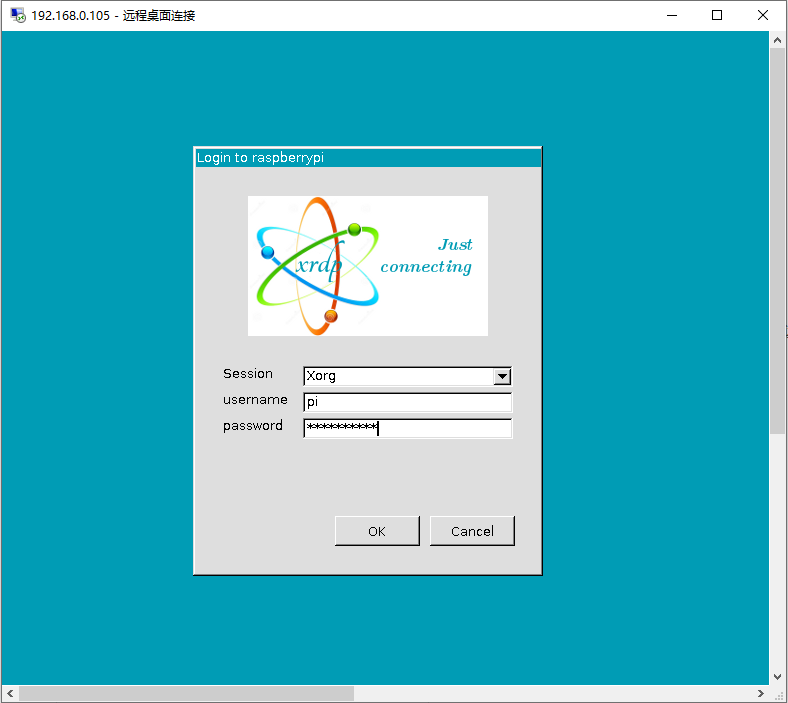 192.168.0.105 - 远程桌面连接
Login to raspberrypi
Just
xrdp connecting
Session Xorg
username pi
password **********
OK Cancel